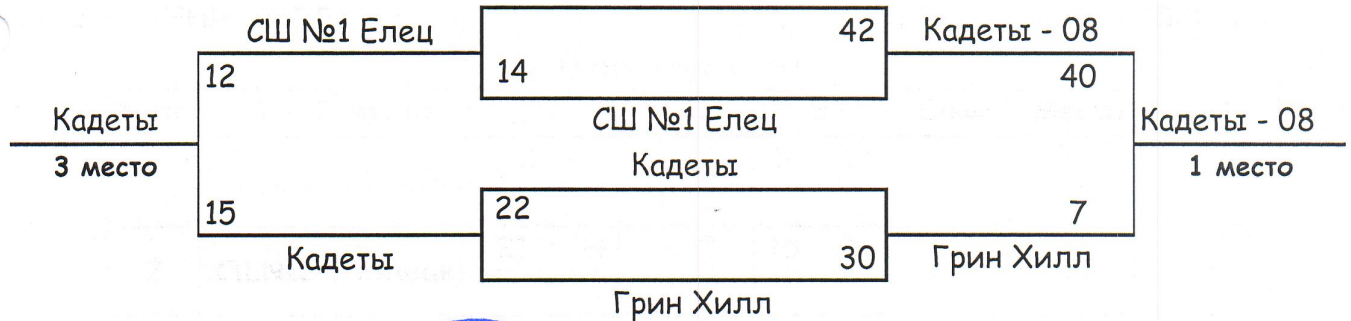 СШ №1 Елец 42 Кадеты - 08
12 14 40
Кадеты СШ №1 Елец Кадеты - 08
3 место Кадеты 1 место
15 22 7
Кадеты 30 Грин Хилл
Грин Хилл